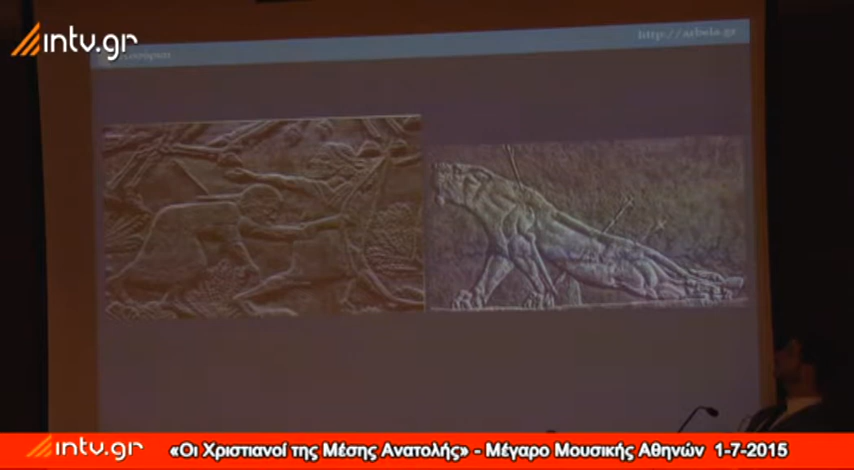 intv.gr
http://arbela.gr
intv.gr
«Οι Χριστιανοί της Μέσης Ανατολής» - Μέγαρο Μουσικής Αθηνών 1-7-2015